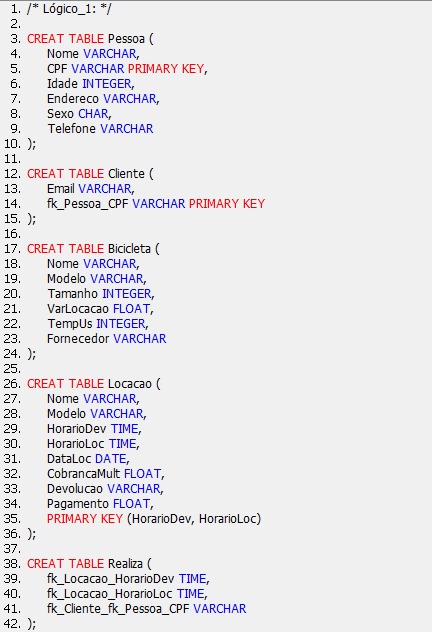 1. /* Lógico_1: */
2.
3. CREAT TABLE Pessoa (
4. Nome VARCHAR,
5. CPF VARCHAR PRIMARY KEY,
6. Idade INTEGER,
7. Endereco VARCHAR,
8. Sexo CHAR,
9. Telefone VARCHAR
10. );
11.
12. CREAT TABLE Cliente (
13. Email VARCHAR,
14. fk_Pessoa_CPF VARCHAR PRIMARY KEY
15. );
16.
17. CREAT TABLE Bicicleta (
18. Nome VARCHAR,
19. Modelo VARCHAR,
20. Tamanho INTEGER,
21. VarLocacao FLOAT,
22. TempUs INTEGER,
23. Fornecedor VARCHAR
24. );
25.
26. CREAT TABLE Locacao (
27. Nome VARCHAR,
28. Modelo VARCHAR,
29. HorarioDev TIME,
30. HorarioLoc TIME,
31. DataLoc DATE,
32. CobrancaMult FLOAT,
33. Devolucao VARCHAR,
34. Pagamento FLOAT,
35. PRIMARY KEY (HorarioDev, HorarioLoc)
36. );
37.
38. CREAT TABLE Realiza (
39. fk_Locacao_HorarioDev TIME,
40. fk_Locacao_HorarioLoc TIME,
41. fk_Cliente_fk_Pessoa_CPF VARCHAR
42. );